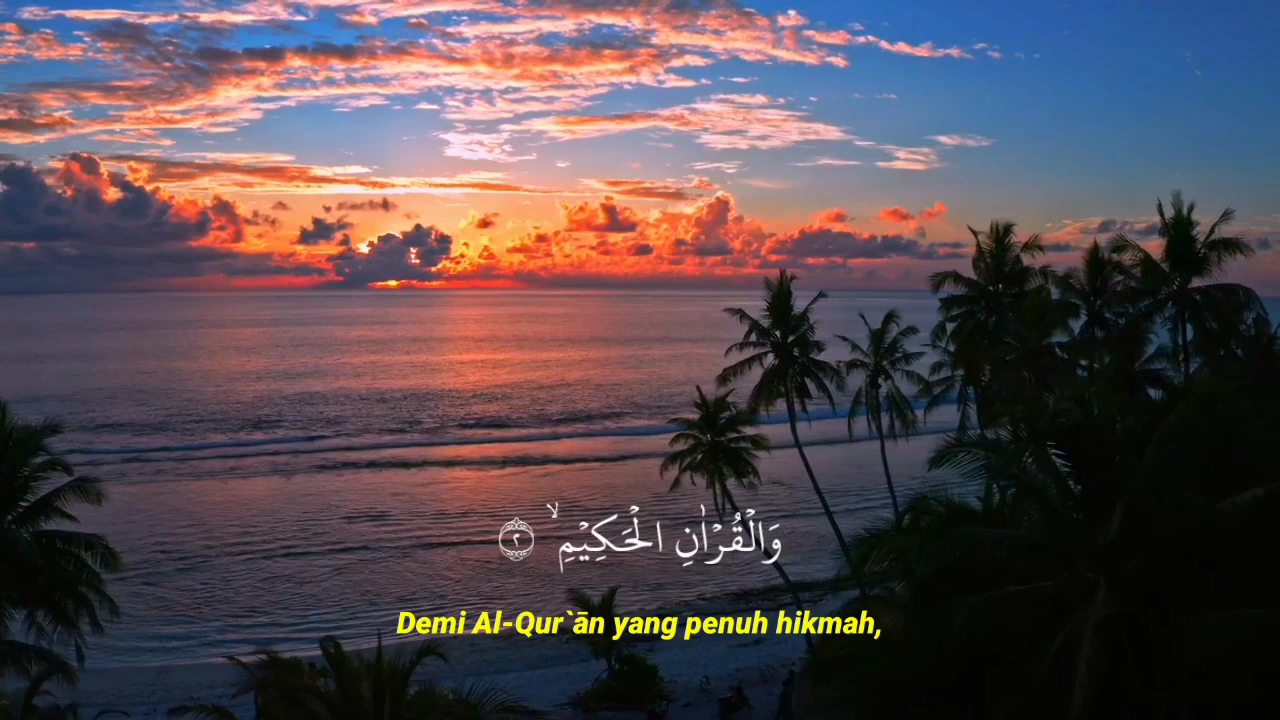 وَالْقُرْاٰنِ الْحَكِيْمِۙ ٢
Demi Al-Qur`ān yang penuh hikmah,